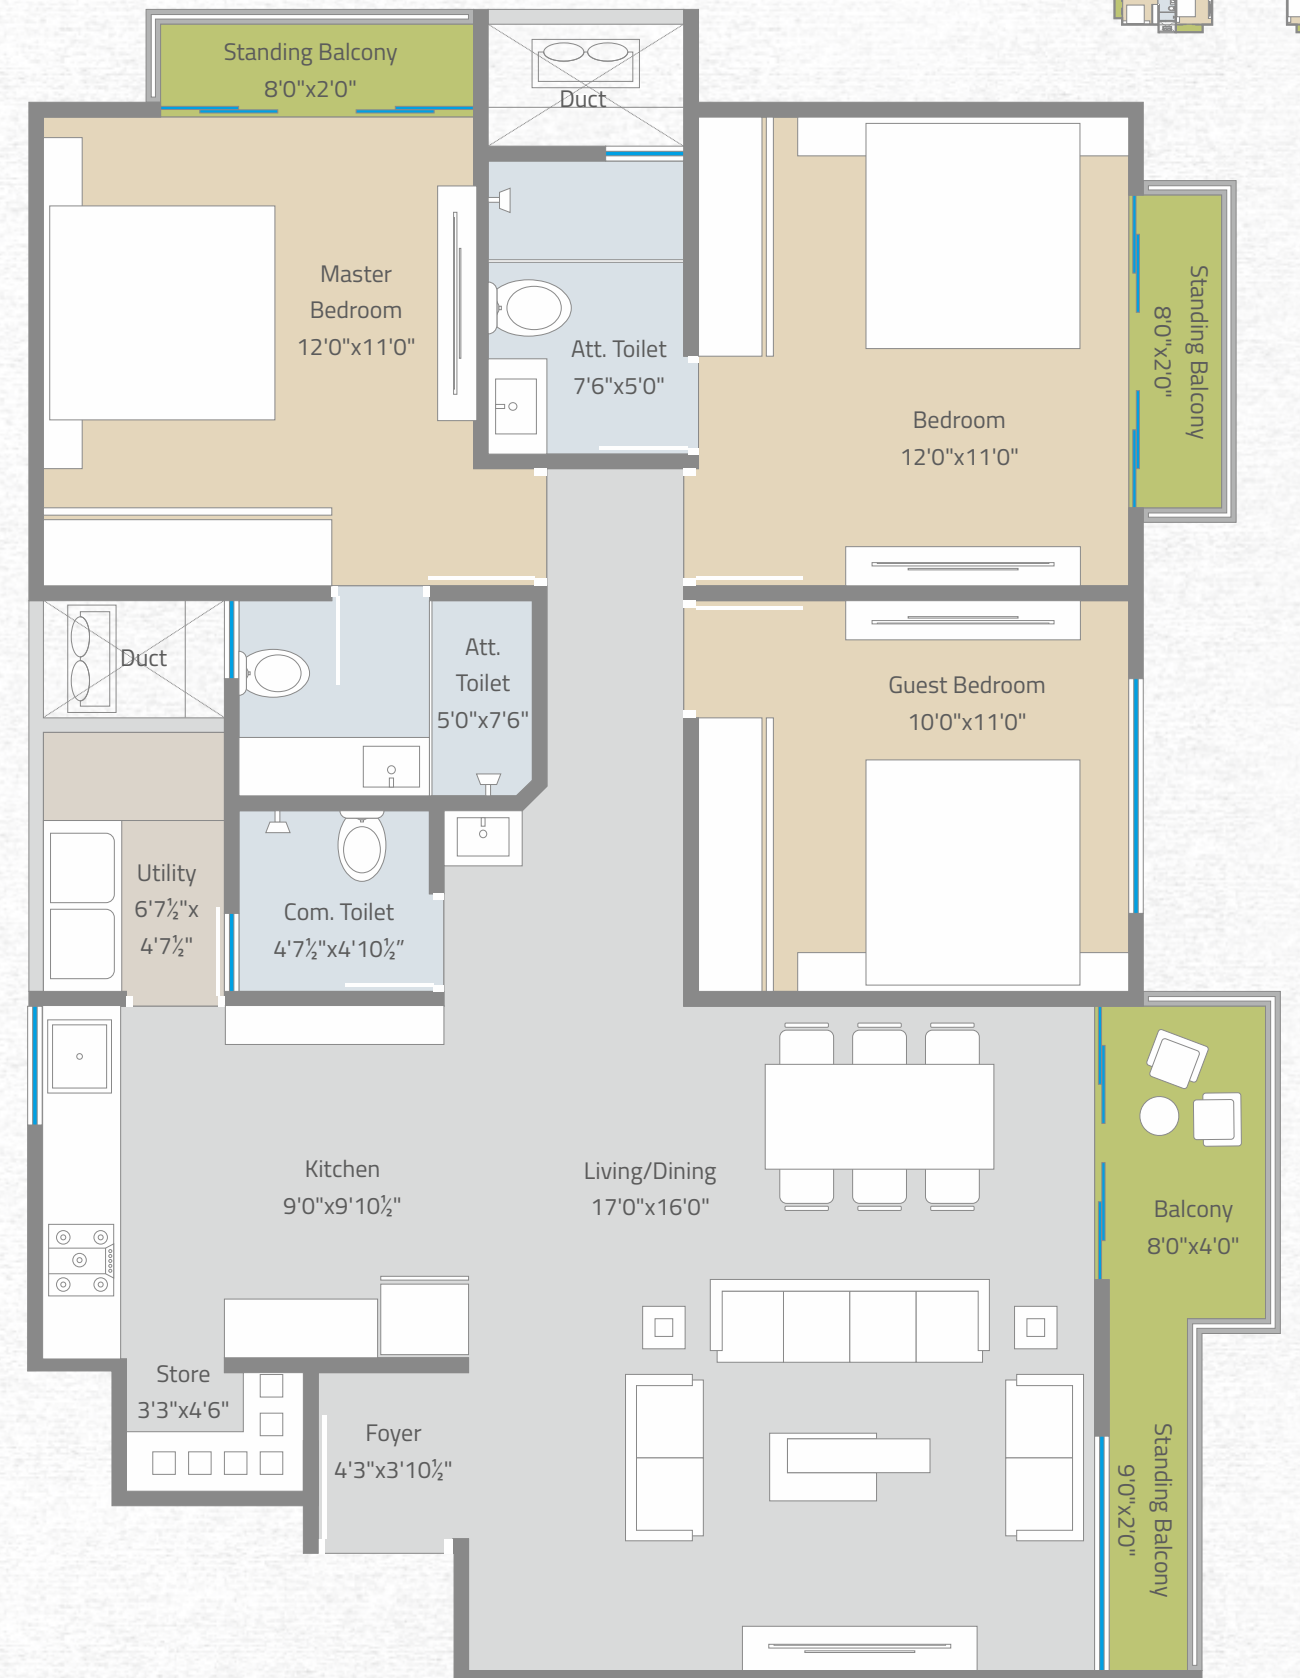 Standing Balcony
8'0"x2'0"
Duct
Master
Bedroom
12'0"x11'0"
Att. Toilet
7'6"x5'0"
Bedroom
12'0"x11'0"
Standing Balcony
8'0"x2'0"
Duct
Att.
Toilet
5'0"x7'6"
Guest Bedroom
10'0"x11'0"
Utility
6'7½"x
4'7½"
Com. Toilet
4'7½"x4'10½”
Kitchen
9'0"x9'10½"
Living/Dining
17'0"x16'0"
Balcony
8'0"x4'0"
Store
3'3"x4'6"
Foyer
4'3"x3'10½"
Standing Balcony
9'0"x2'0"